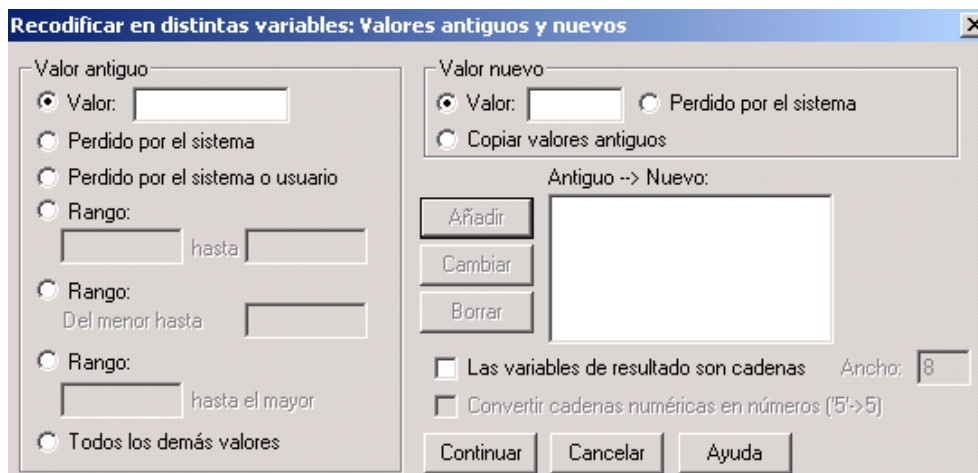 Recodificar en distintas variables: Valores antiguos y nuevos
Valor antiguo
Valor:
Perdido por el sistema
Perdido por el sistema o usuario
Rango:
hasta
Rango:
Del menor hasta
Rango:
hasta el mayor
Todos los demás valores
Valor nuevo
Valor:
Perdido por el sistema
Copiar valores antiguos
Antiguo --> Nuevo:
Añadir
Cambiar
Borrar
Las variables de resultado son cadenas
Ancho: 8
Convertir cadenas numéricas en números ('5'->5)
Continuar
Cancelar
Ayuda